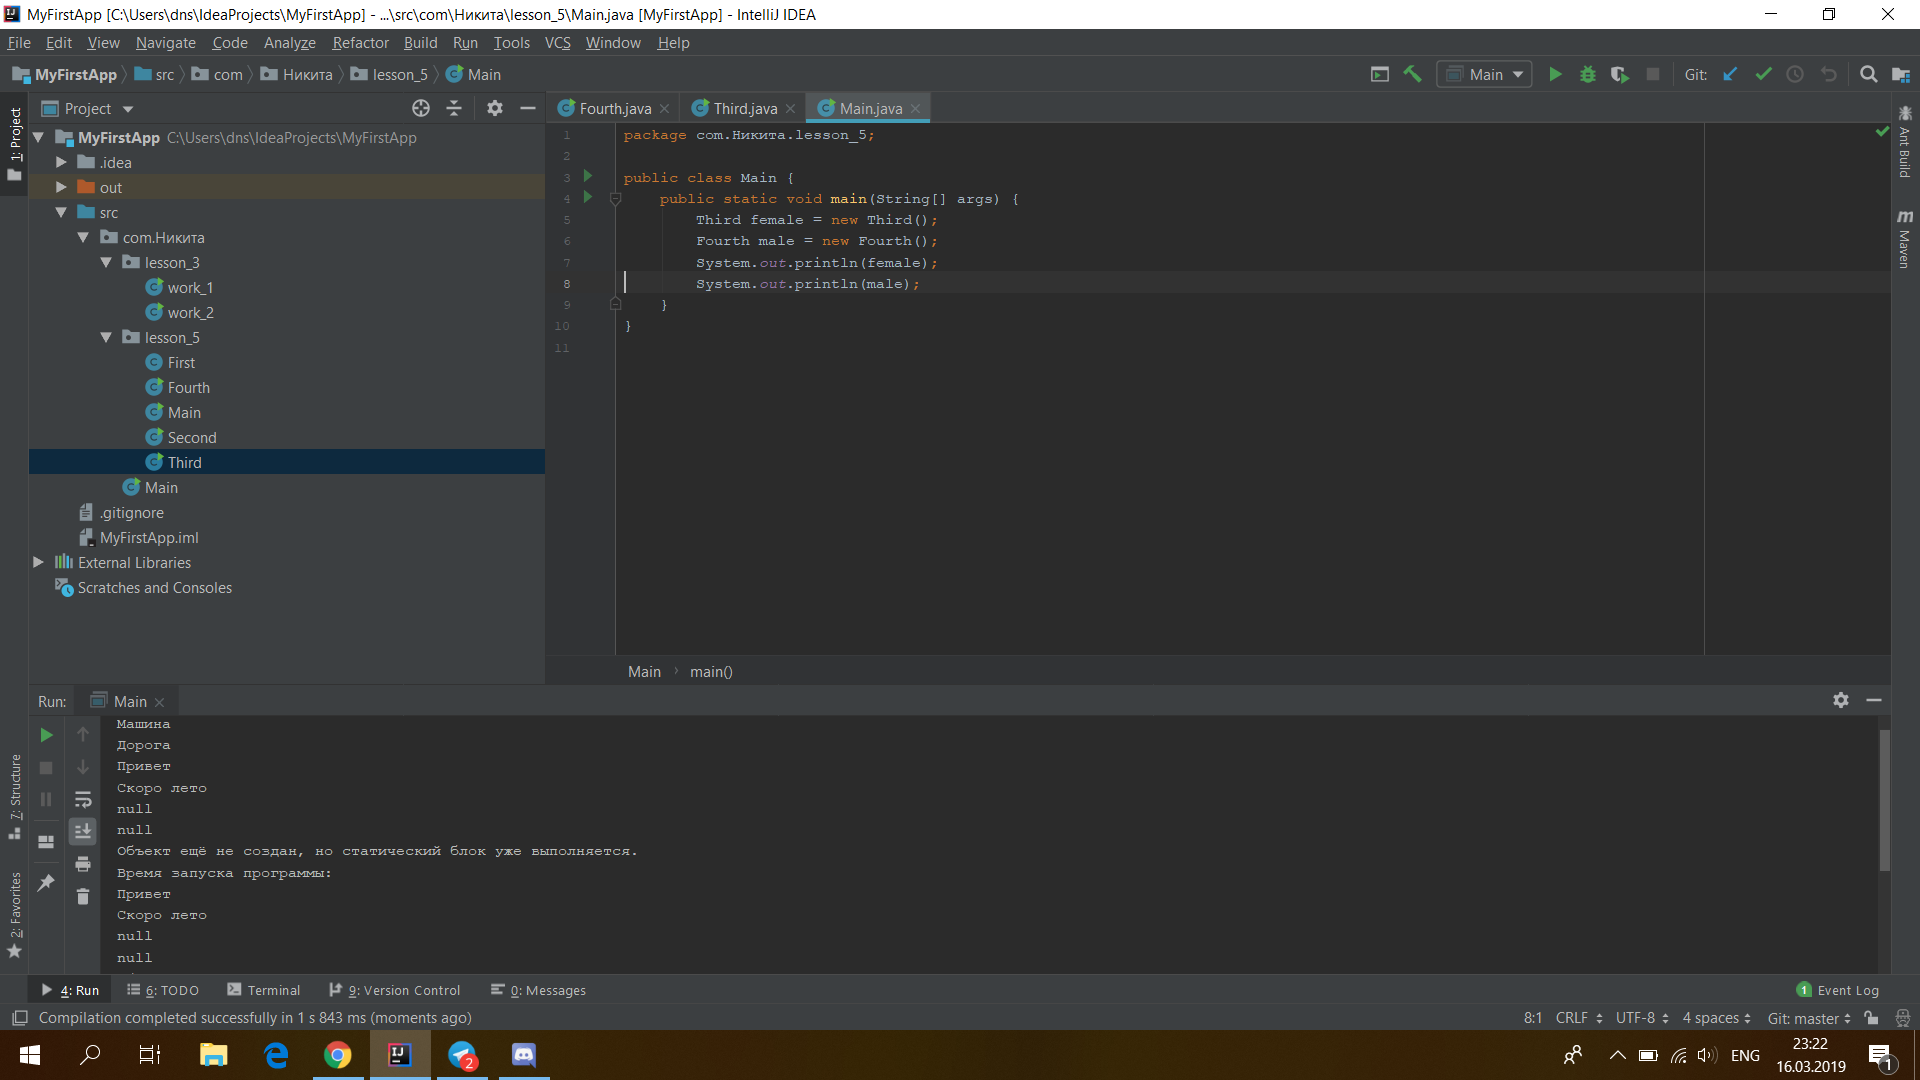 MyFirstApp [C:\Users\dns\IdeaProjects\MyFirstApp] - ...\src\com\Никита\lesson_5\Main.java [MyFirstApp] - IntelliJ IDEA
File Edit View Navigate Code Analyze Refactor Build Run Tools VCS Window Help
MyFirstApp src com Никита lesson_5 Main
Main Git:
1: Project
Project
MyFirstApp C:\Users\dns\IdeaProjects\MyFirstApp
.idea
out
src
com.Никита
lesson_3
work_1
work_2
lesson_5
First
Fourth
Main
Second
Third
Main
.gitignore
MyFirstApp.iml
External Libraries
Scratches and Consoles
Fourth.java Third.java Main.java
1 package com.Никита.lesson_5;
2
3 public class Main {
4 public static void main(String[] args) {
5 Third female = new Third();
6 Fourth male = new Fourth();
7 System.out.println(female);
8 System.out.println(male);
9 }
10 }
11
Main main()
Ant Build
m Maven
Run: Main
Машина
Дорога
Привет
Скоро лето
null
null
Объект ещё не создан, но статический блок уже выполняется.
Время запуска программы:
Привет
Скоро лето
null
null
7: Structure
2: Favorites
4: Run 6: TODO Terminal 9: Version Control 0: Messages 1 Event Log
Compilation completed successfully in 1 s 843 ms (moments ago) 8:1 CRLF UTF-8 4 spaces Git: master
2 ENG 23:22
16.03.2019 1